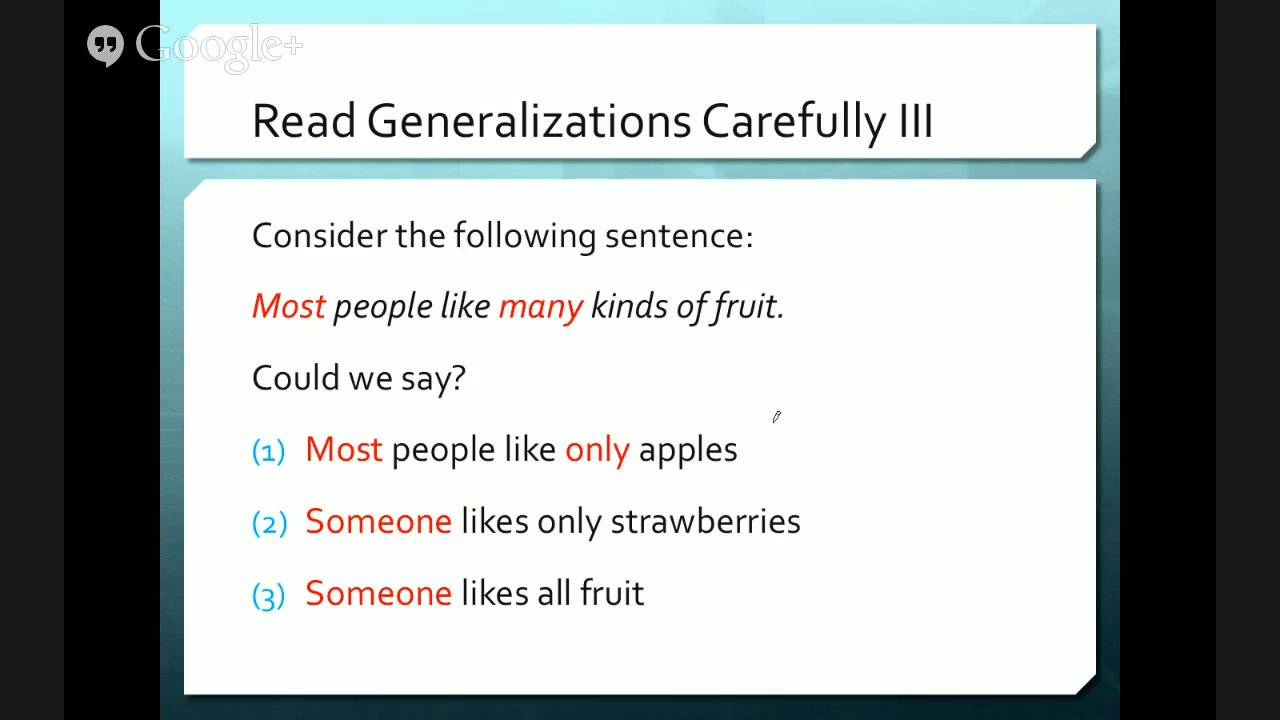 Google+
Read Generalizations Carefully III
Consider the following sentence:
Most people like many kinds of fruit.
Could we say?
(1) Most people like only apples
(2) Someone likes only strawberries
(3) Someone likes all fruit